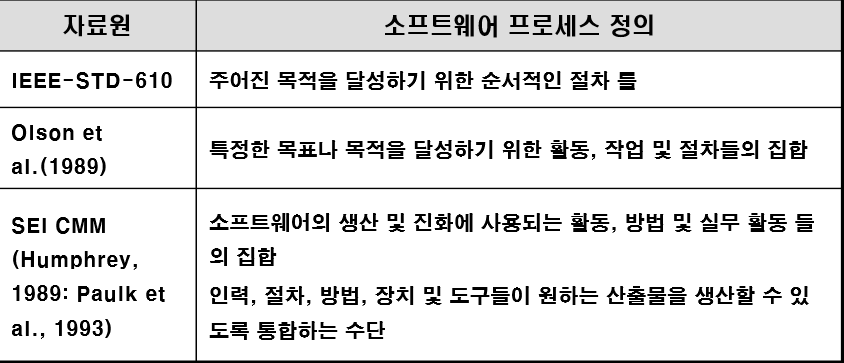 자료원
소프트웨어 프로세스 정의
IEEE-STD-610
주어진 목적을 달성하기 위한 순서적인 절차 틀
Olson et
al.(1989)
특정한 목표나 목적을 달성하기 위한 활동, 작업 및 절차들의 집합
SEI CMM
(Humphrey,
1989: Paulk et
al., 1993)
소프트웨어의 생산 및 진화에 사용되는 활동, 방법 및 실무 활동 들
의 집합
인력, 절차, 방법, 장치 및 도구들이 원하는 산출물을 생산할 수 있
도록 통합하는 수단